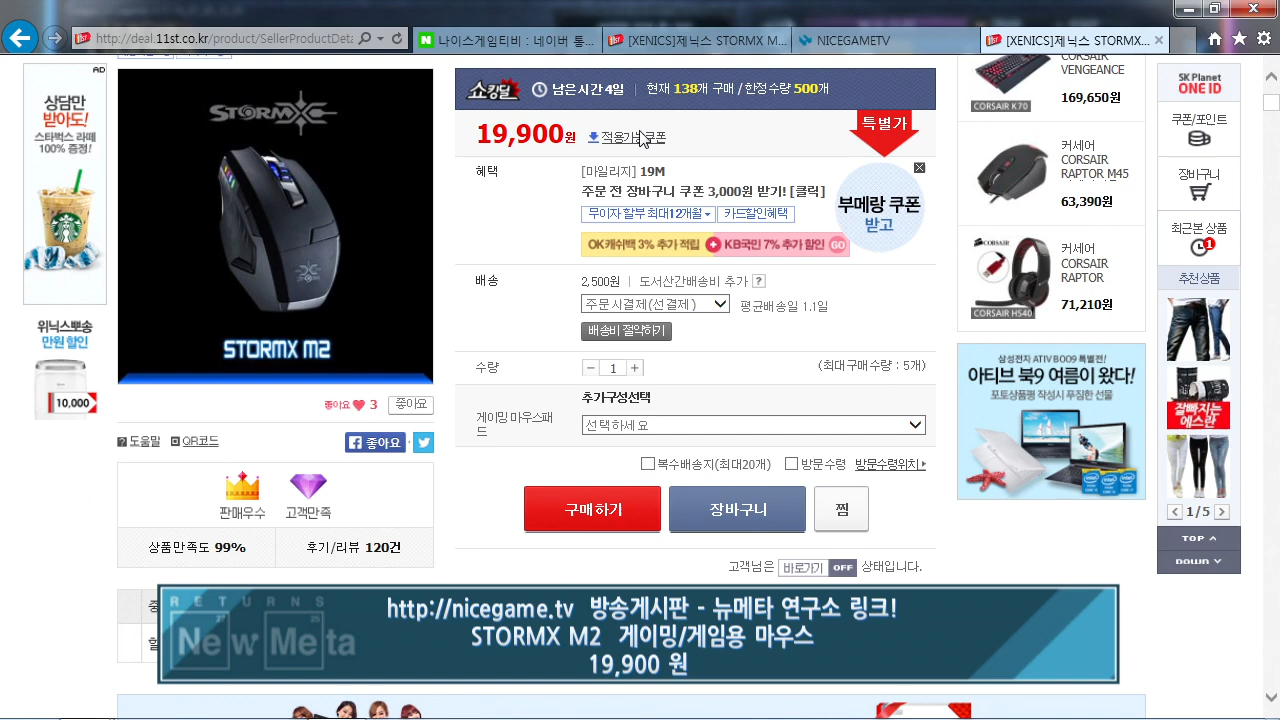 http://deal.11st.co.kr/product/SellerProductDeta
나이스게임티비 : 네이버 통...
[XENICS]제닉스 STORMX M...
NICEGAMETV
[XENICS]제닉스 STORMX...
AD
상담만
받아도!
스타벅스 라떼
100% 증정!
위닉스뽀송
만원 할인
10,000
STORMX
STORMX M2
좋아요 3
좋아요
도움말
QR코드
좋아요
판매우수
고객만족
상품만족도 99%
후기/리뷰 120건
쇼킹딜
남은시간 4일
현재 138개 구매 / 한정수량 500개
19,900원
특별가
혜택
[마일리지] 19M
주문 전 장바구니 쿠폰 3,000원 받기! [클릭]
무이자 할부 최대12개월
카드할인혜택
OK캐쉬백 3% 추가 적립 + KB국민 7% 추가 할인 GO
부메랑 쿠폰
받고
배송
2,500원
도서산간배송비 추가 ?
주문시결제(선결제)
평균배송일 1.1일
배송비 절약하기
수량
1
(최대구매수량 : 5개)
추가구성선택
게이밍 마우스패
드
선택하세요
복수배송지(최대20개)
방문수령
방문수령위치
구매하기
장바구니
찜
고객님은
바로가기
OFF
상태입니다.
CORSAIR
VENGEANCE
169,650원
CORSAIR K70
커세어
CORSAIR
RAPTOR M45
63,390원
CORSAIR
커세어
CORSAIR
RAPTOR
71,210원
CORSAIR HS40
삼성전자 ATIV BOO9 특별전!
아티브 북9 여름이 왔다!
포토상품평 작성시 푸짐한 선물
SK Planet
ONE ID
쿠폰/포인트
장바구니
최근본 상품
1
추천상품
잘빠지는
에스란
1/5
TOP
DOWN
RETURNS
New Meta
http://nicegame.tv 방송게시판 - 뉴메타 연구소 링크!
STORMX M2 게이밍/게임용 마우스
19,900 원